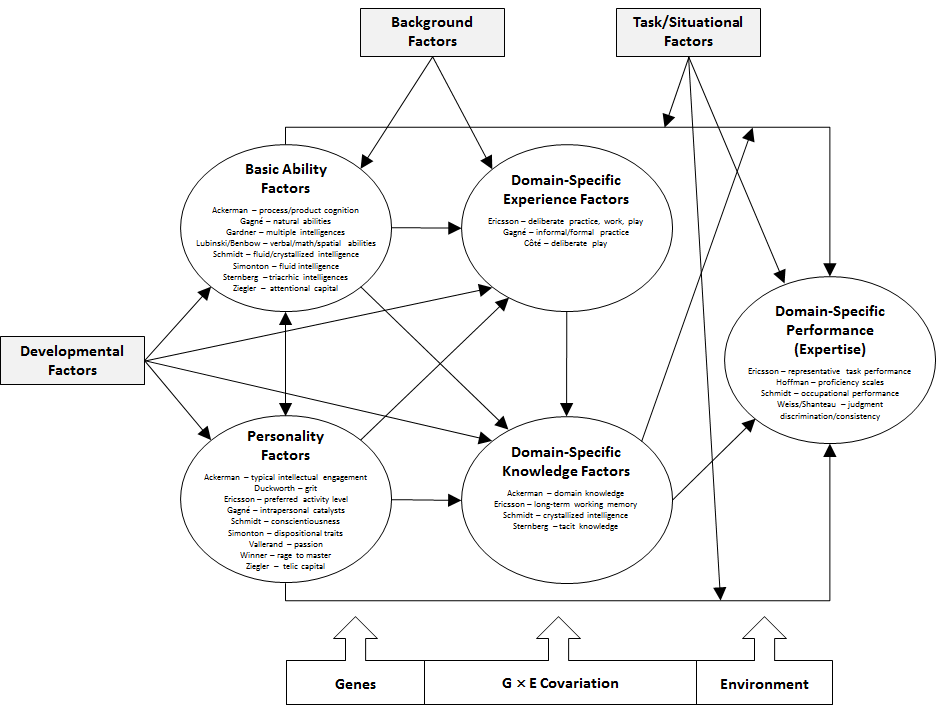 Background
Factors
Task/Situational
Factors
Basic Ability
Factors
Ackerman – process/product cognition
Gagné – natural abilities
Gardner – multiple intelligences
Lubinski/Benbow – verbal/math/spatial abilities
Schmidt – fluid/crystallized intelligence
Simonton – fluid intelligence
Sternberg – triacrhic intelligences
Ziegler – attentional capital
Domain-Specific
Experience Factors
Ericsson – deliberate practice, work, play
Gagné – informal/formal practice
Côté – deliberate play
Developmental
Factors
Domain-Specific
Performance
(Expertise)
Ericsson – representative task performance
Hoffman – proficiency scales
Schmidt – occupational performance
Weiss/Shanteau – judgment
discrimination/consistency
Personality
Factors
Ackerman – typical intellectual engagement
Duckworth – grit
Ericsson – preferred activity level
Gagné – intrapersonal catalysts
Schmidt – conscientiousness
Simonton – dispositional traits
Vallerand – passion
Winner – rage to master
Ziegler – telic capital
Domain-Specific
Knowledge Factors
Ackerman – domain knowledge
Ericsson – long-term working memory
Schmidt – crystallized intelligence
Sternberg – tacit knowledge
Genes
G × E Covariation
Environment